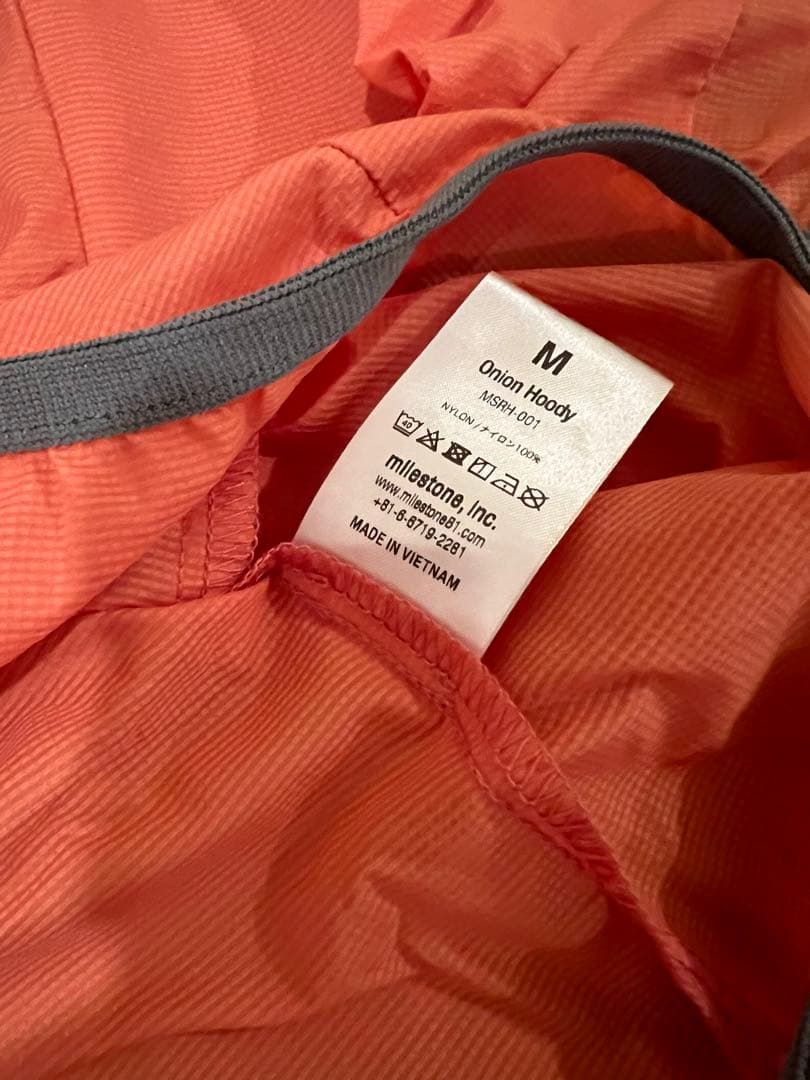 M
Onion Hoody
MSRH-001
NYLON/ナイロン100%
40
milestone, inc.
www.milestone81.com
+81-6-6719-2281
MADE IN VIETNAM